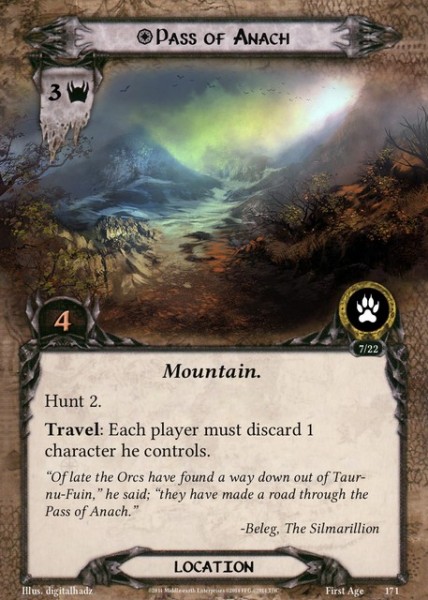 Pass of Anach
3
4
7/22
Mountain.
Hunt 2.
Travel: Each player must discard 1
character he controls.
“Of late the Orcs have found a way down out of Taur-
nu-Fuin,” he said; “they have made a road through the
Pass of Anach.”
-Beleg, The Silmarillion
LOCATION
Illus. digitalhadz
First Age 171